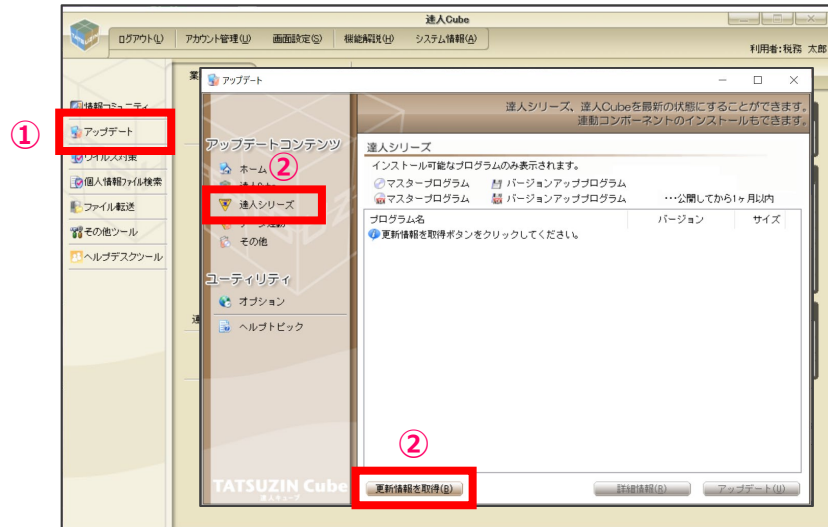 達人Cube
ログアウト(L) アカウント管理(U) 画面設定(S) 機能解説(H) システム情報(A)
利用者:税務 太郎
業
アップデート
情報コミュニティ
① アップデート
ウイルス対策
個人情報ファイル検索
ファイル転送
その他ツール
ヘルプデスクツール
達人シリーズ、達人Cubeを最新の状態にすることができます。
連動コンポーネントのインストールもできます。
アップデートコンテンツ
ホーム
②
達人シリーズ
データ連動
その他
ユーティリティ
オプション
ヘルプトピック
達人シリーズ
インストール可能なプログラムのみ表示されます。
マスタープログラム バージョンアッププログラム
マスタープログラム バージョンアッププログラム ・・・公開してから1ヶ月以内
プログラム名 バージョン サイズ
更新情報を取得ボタンをクリックしてください。
②
更新情報を取得(B) 詳細情報(R) アップデート(U)
TATSUZIN Cube
達人キューブ